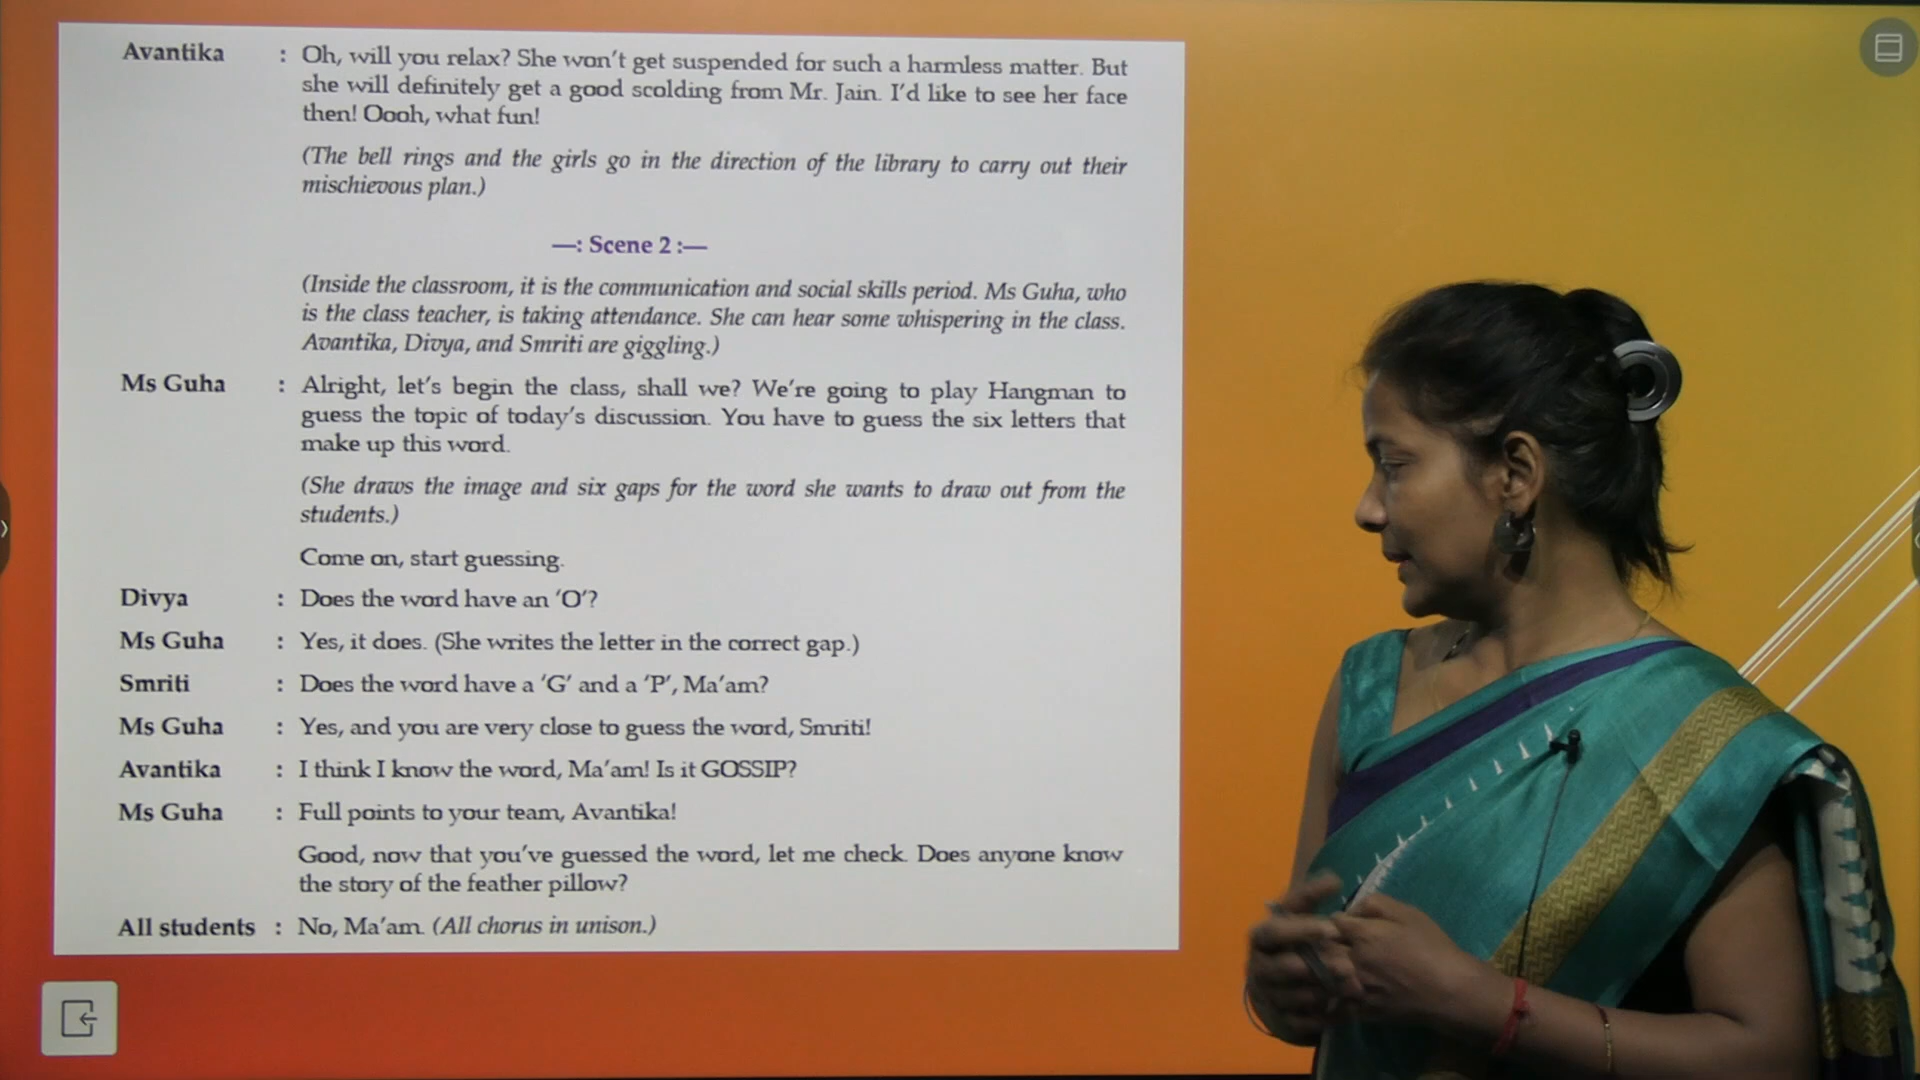 Avantika : Oh, will you relax? She won't get suspended for such a harmless matter. But
she will definitely get a good scolding from Mr. Jain. I'd like to see her face
then! Oooh, what fun!
(The bell rings and the girls go in the direction of the library to carry out their
mischievous plan.)
—: Scene 2 :—
(Inside the classroom, it is the communication and social skills period. Ms Guha, who
is the class teacher, is taking attendance. She can hear some whispering in the class.
Avantika, Divya, and Smriti are giggling.)
Ms Guha : Alright, let's begin the class, shall we? We're going to play Hangman to
guess the topic of today's discussion. You have to guess the six letters that
make up this word.
(She draws the image and six gaps for the word she wants to draw out from the
students.)
Come on, start guessing.
Divya : Does the word have an 'O'?
Ms Guha : Yes, it does. (She writes the letter in the correct gap.)
Smriti : Does the word have a 'G' and a 'P', Ma'am?
Ms Guha : Yes, and you are very close to guess the word, Smriti!
Avantika : I think I know the word, Ma'am! Is it GOSSIP?
Ms Guha : Full points to your team, Avantika!
Good, now that you've guessed the word, let me check. Does anyone know
the story of the feather pillow?
All students : No, Ma'am. (All chorus in unison.)